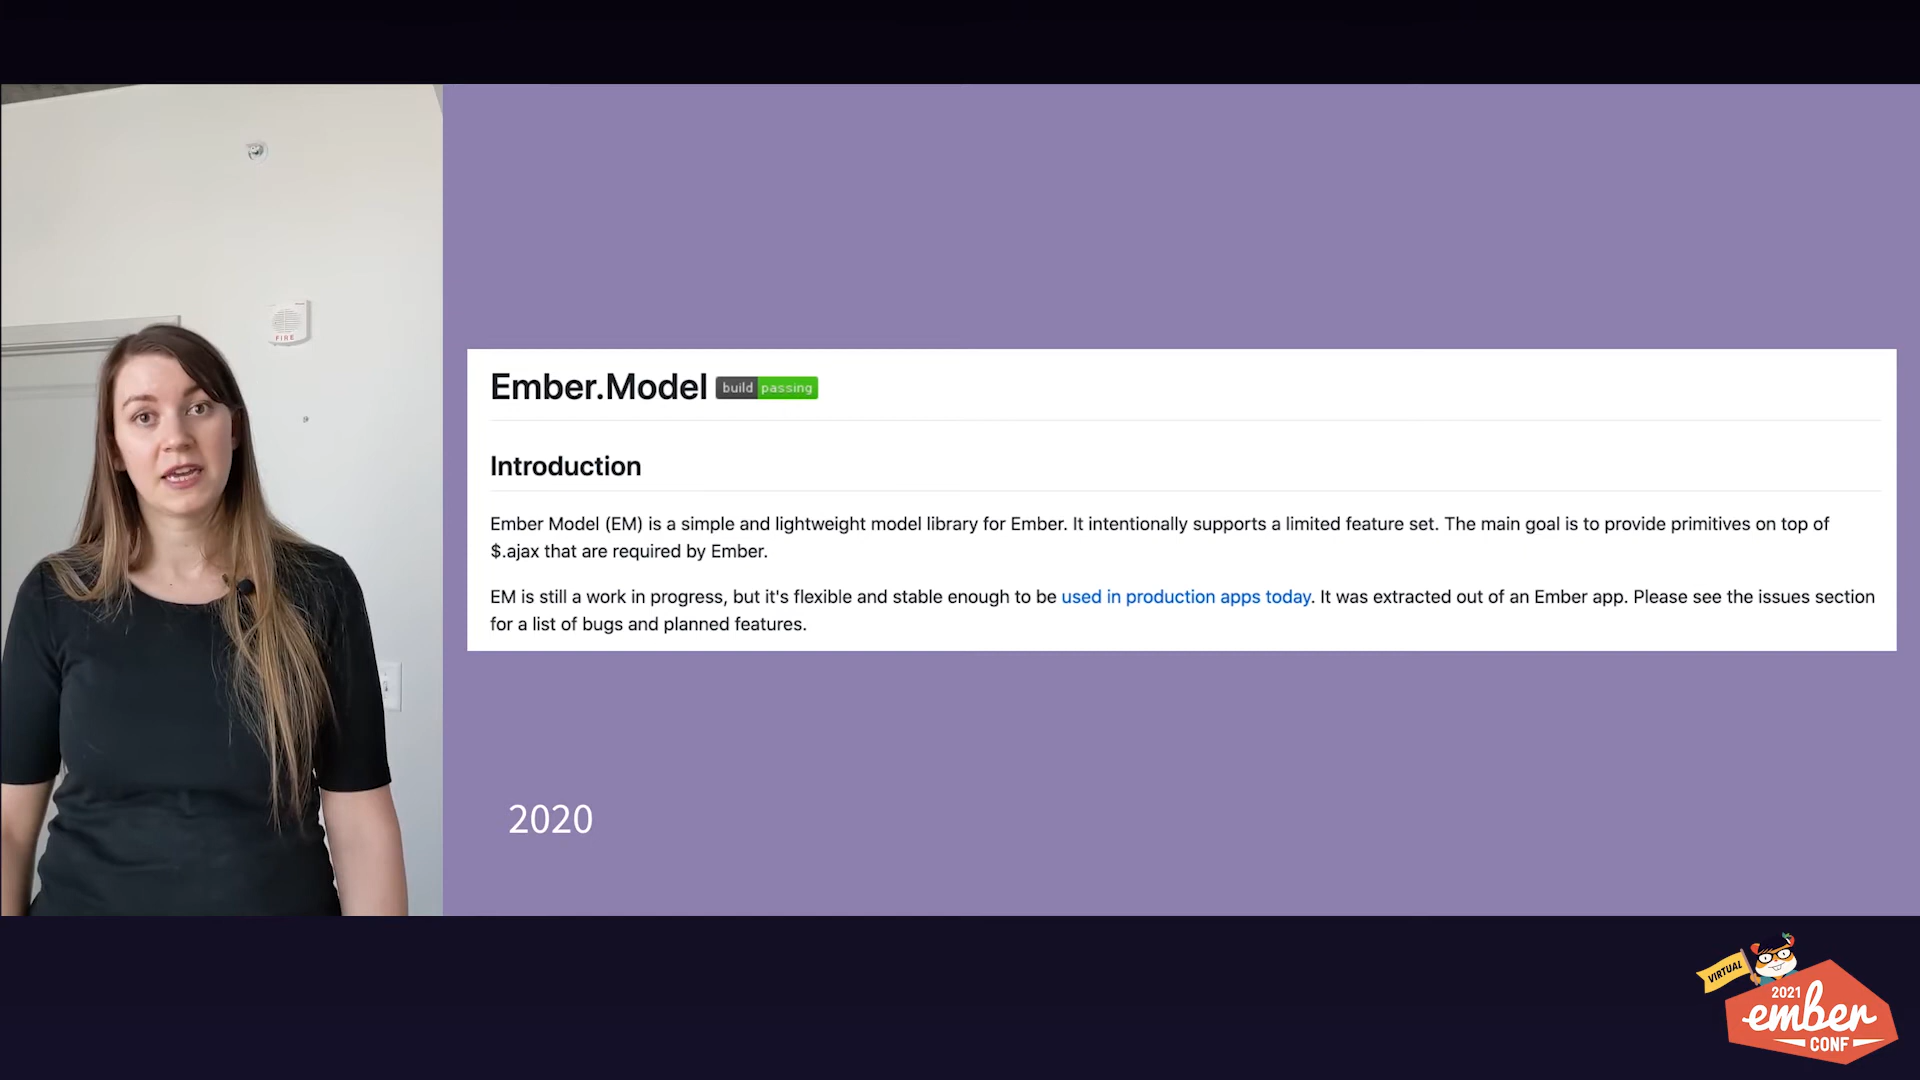 FIRE
Ember.Model build passing
Introduction
Ember Model (EM) is a simple and lightweight model library for Ember. It intentionally supports a limited feature set. The main goal is to provide primitives on top of
$.ajax that are required by Ember.
EM is still a work in progress, but it's flexible and stable enough to be used in production apps today. It was extracted out of an Ember app. Please see the issues section
for a list of bugs and planned features.
2020
VIRTUAL
2021
ember
CONF